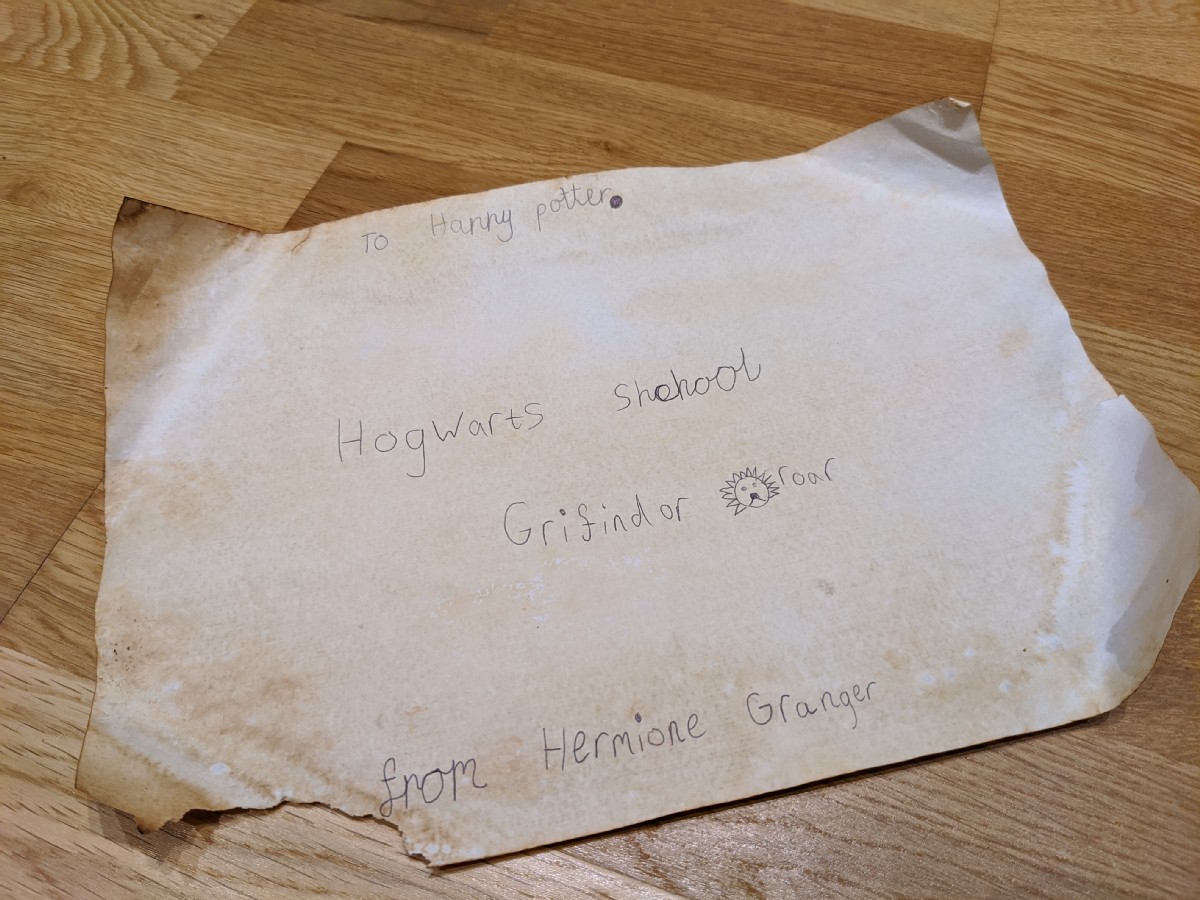 To Harry potter
HogWarts Shchool
Grifindor roar
from Hermione Granger